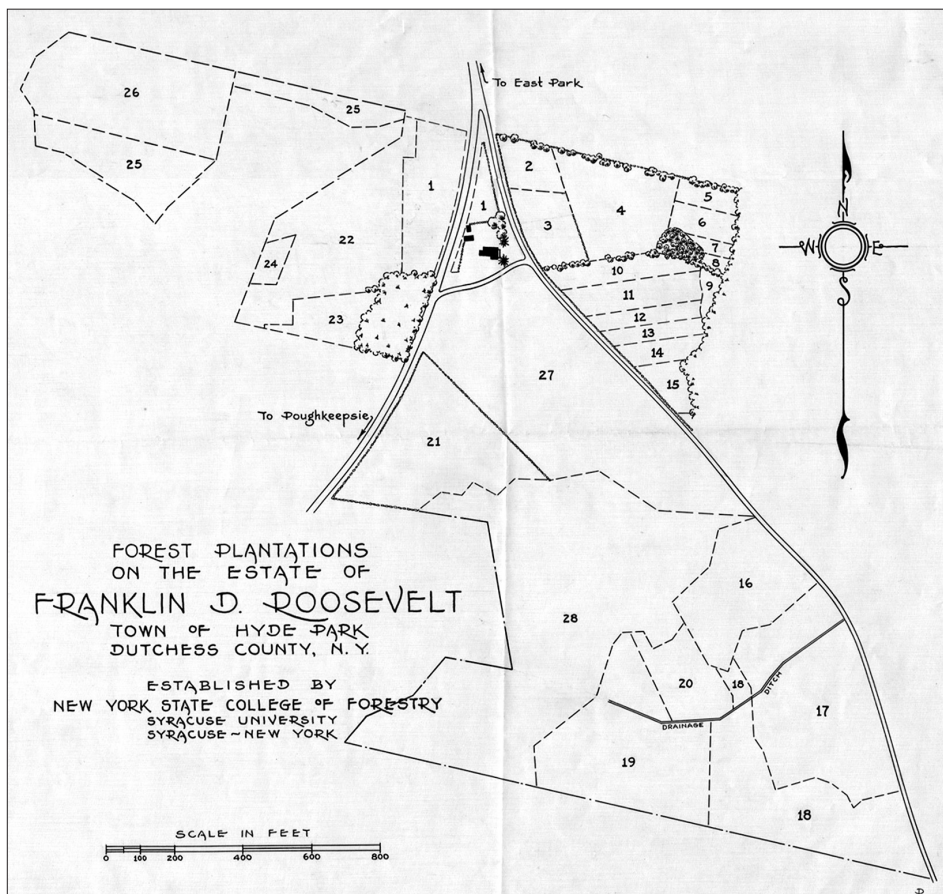 To East Park
26
25
25
1
1
2
3
4
5
6
7
8
9
10
11
12
13
14
15
22
24
23
27
21
N
W
E
S
To Poughkeepsie
FOREST PLANTATIONS
ON THE ESTATE OF
FRANKLIN D. ROOSEVELT
TOWN OF HYDE PARK
DUTCHESS COUNTY, N.Y.
ESTABLISHED BY
NEW YORK STATE COLLEGE OF FORESTRY
SYRACUSE UNIVERSITY
SYRACUSE ~ NEW YORK
16
28
20
18
DITCH
17
DRAINAGE
19
18
SCALE IN FEET
0 100 200 400 600 800
D